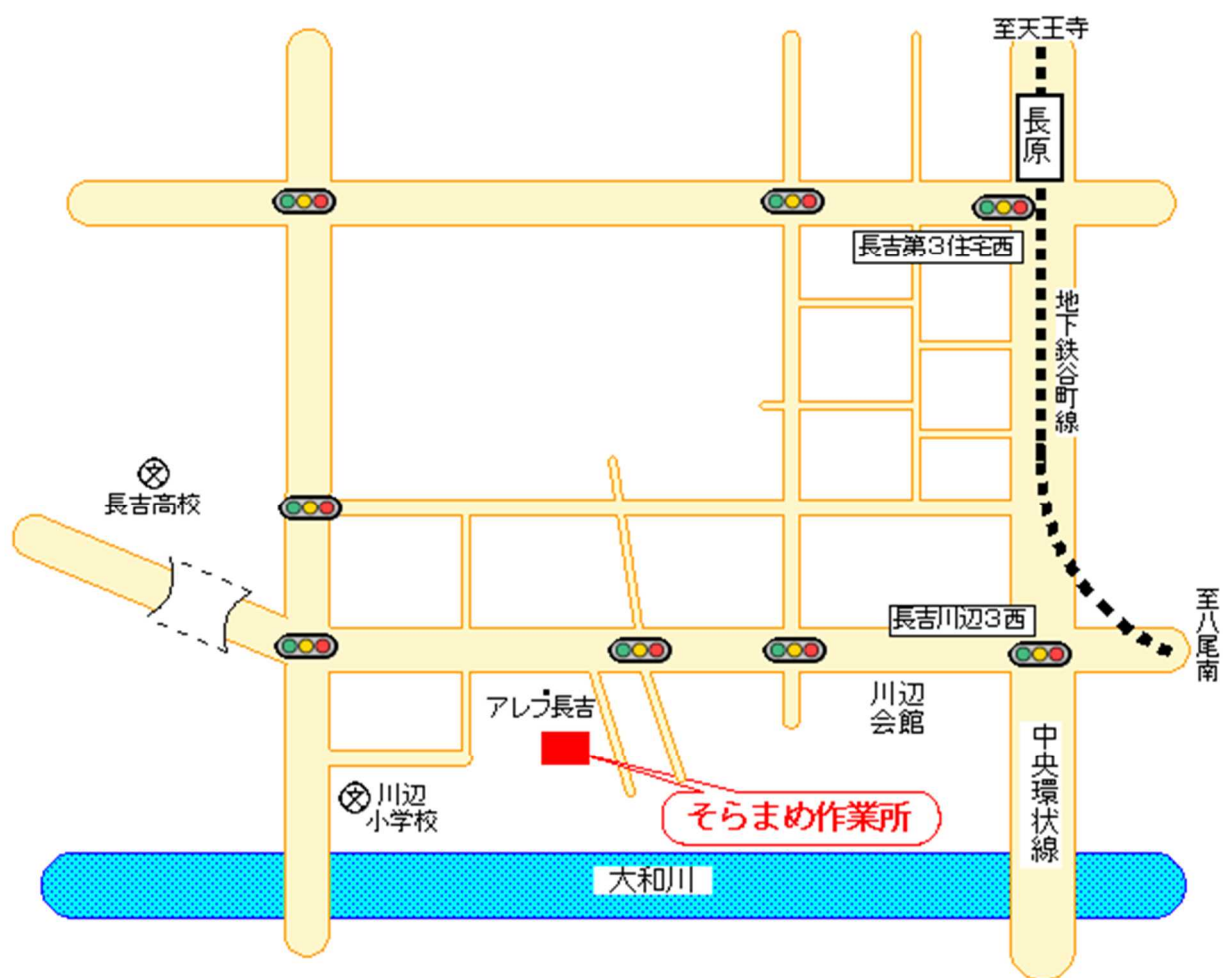 至天王寺
長原
長吉第3住宅西
地下鉄谷町線
文
長吉高校
長吉川辺3西
至八尾南
アレブ長吉
川辺
会館
中央環状線
文
川辺
小学校
そらまめ作業所
大和川